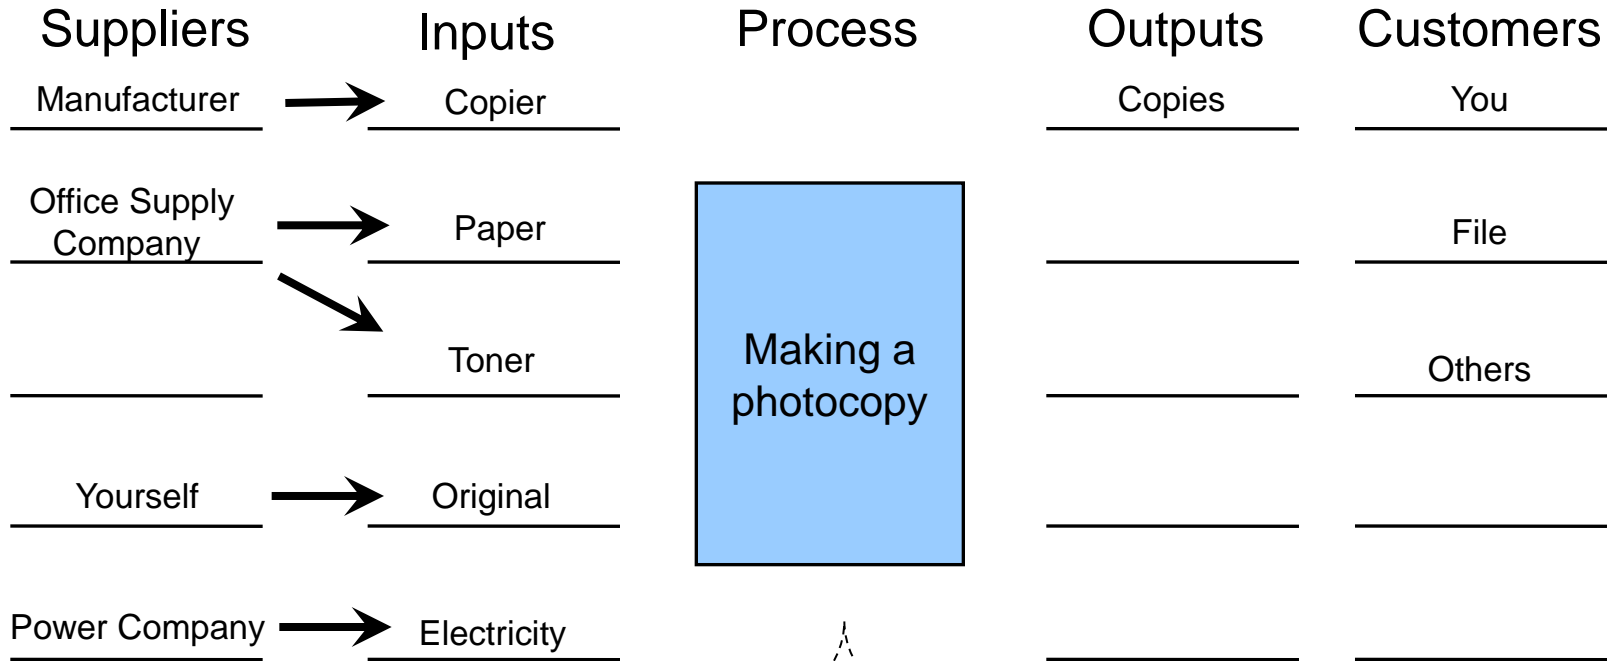 Suppliers Inputs Process Outputs Customers
Manufacturer Copier Copies You
Office Supply
Company
Paper File
Toner Others
Making a
photocopy
Yourself Original
Power Company Electricity